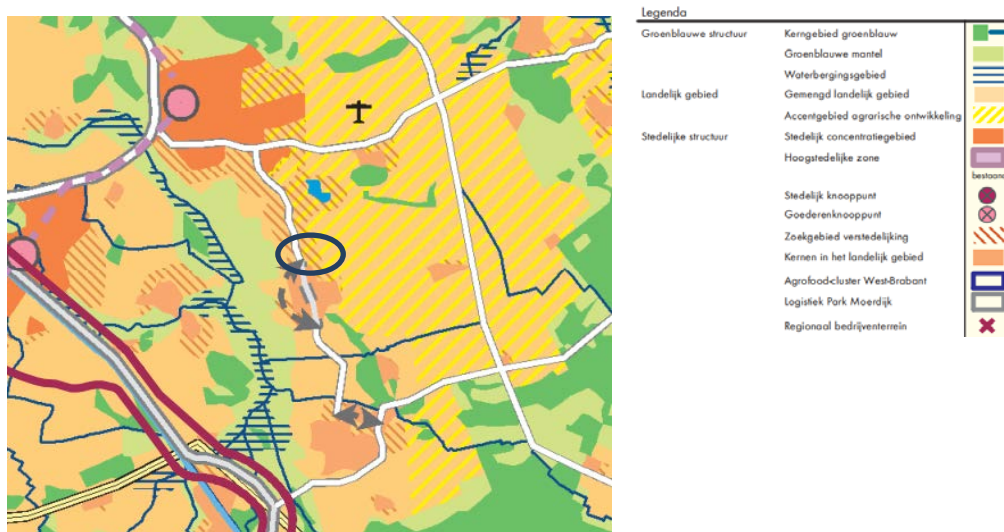 Legenda
Groenblauwe structuur Kerngebied groenblauw
Groenblauwe mantel
Waterbergingsgebied
Landelijk gebied Gemengd landelijk gebied
Accentgebied agrarische ontwikkeling
Stedelijke structuur Stedelijk concentratiegebied
Hoogstedelijke zone
bestaand
Stedelijk knooppunt
Goederenknooppunt
Zoekgebied verstedelijking
Kernen in het landelijk gebied
Agrofood-cluster West-Brabant
Logistiek Park Moerdijk
Regionaal bedrijventerrein